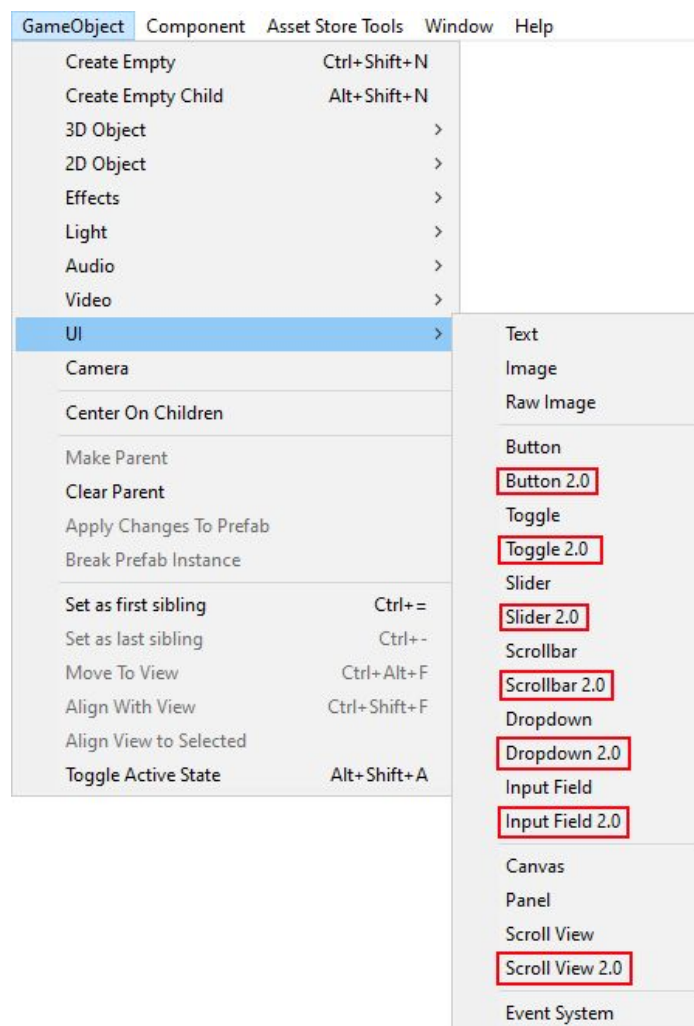 GameObject Component Asset Store Tools Window Help
Create Empty Ctrl+Shift+N
Create Empty Child Alt+Shift+N
3D Object >
2D Object >
Effects >
Light >
Audio >
Video >
UI >
Camera
Center On Children
Make Parent
Clear Parent
Apply Changes To Prefab
Break Prefab Instance
Set as first sibling Ctrl+=
Set as last sibling Ctrl+-
Move To View Ctrl+Alt+F
Align With View Ctrl+Shift+F
Align View to Selected
Toggle Active State Alt+Shift+A
Text
Image
Raw Image
Button
Button 2.0
Toggle
Toggle 2.0
Slider
Slider 2.0
Scrollbar
Scrollbar 2.0
Dropdown
Dropdown 2.0
Input Field
Input Field 2.0
Canvas
Panel
Scroll View
Scroll View 2.0
Event System